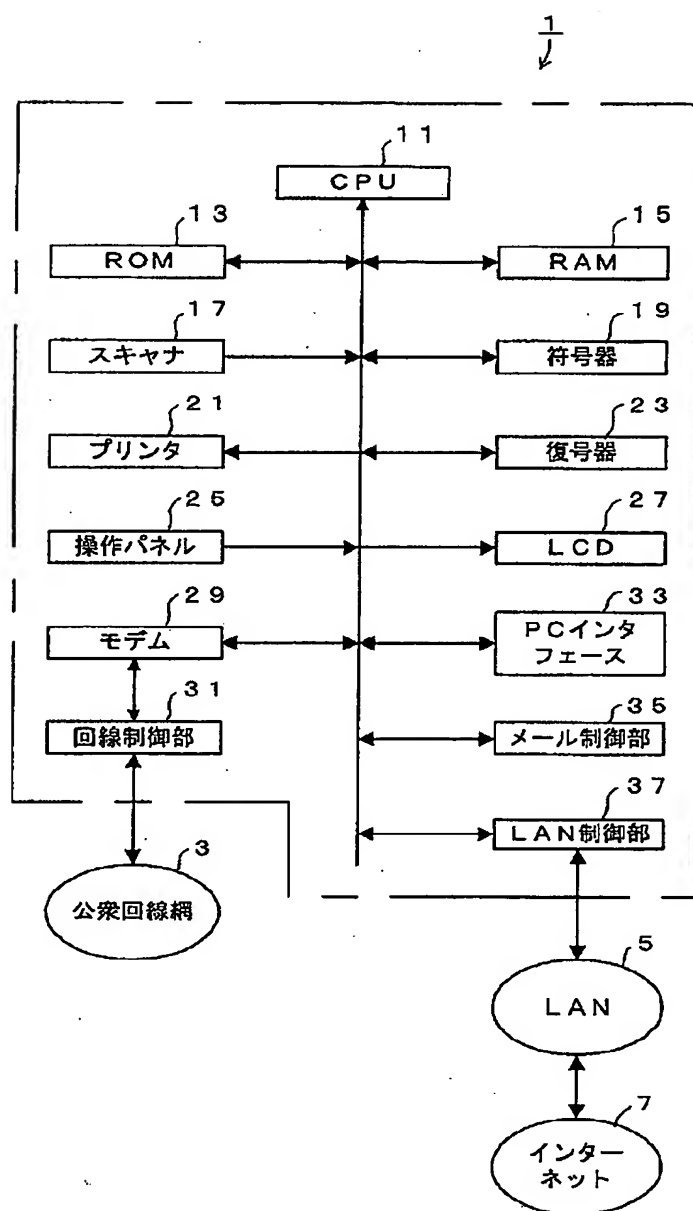 1
11
CPU
13
ROM
15
RAM
17
スキャナ
19
符号器
21
プリンタ
23
復号器
25
操作パネル
27
LCD
29
モデム
33
PCインタ
フェース
31
回線制御部
35
メール制御部
37
LAN制御部
3
公衆回線網
5
LAN
7
インター
ネット